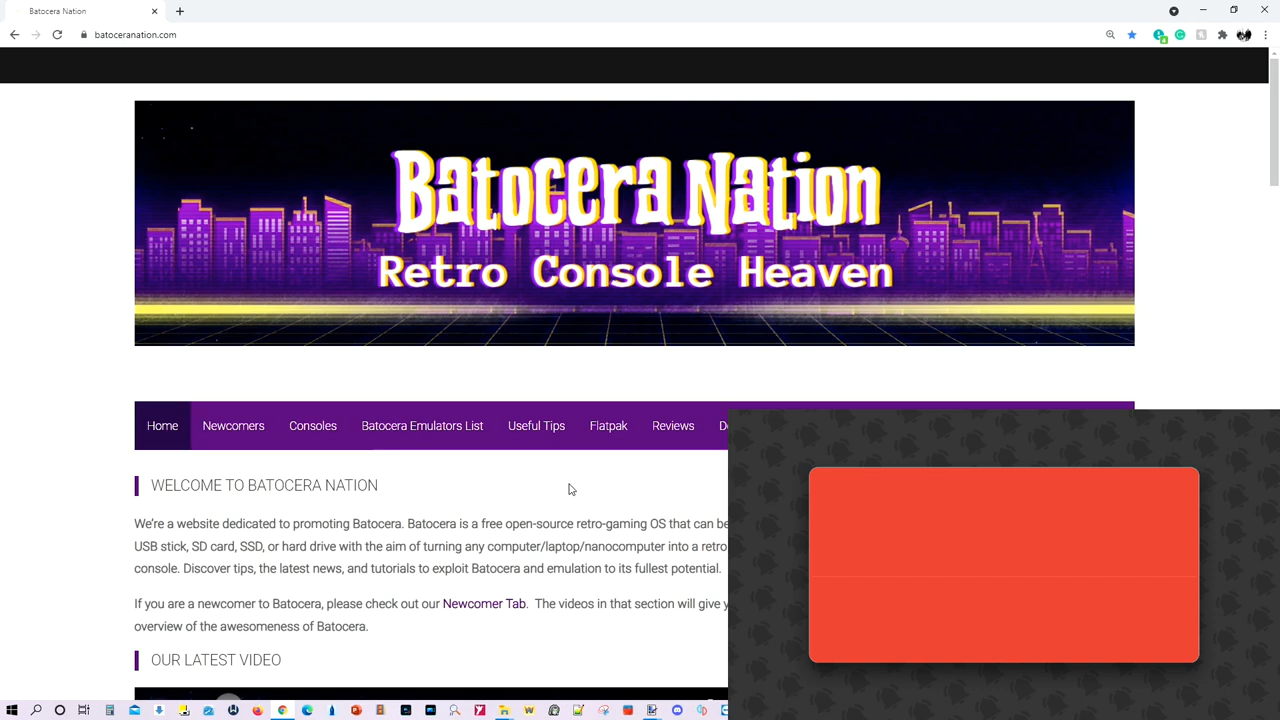 Batocera Nation
batoceranation.com
Batocera Nation
Retro Console Heaven
Home Newcomers Consoles Batocera Emulators List Useful Tips Flatpak Reviews
WELCOME TO BATOCERA NATION
We're a website dedicated to promoting Batocera. Batocera is a free open-source retro-gaming OS that can be
USB stick, SD card, SSD, or hard drive with the aim of turning any computer/laptop/nanocomputer into a retro
console. Discover tips, the latest news, and tutorials to exploit Batocera and emulation to its fullest potential.
If you are a newcomer to Batocera, please check out our Newcomer Tab. The videos in that section will give
overview of the awesomeness of Batocera.
OUR LATEST VIDEO